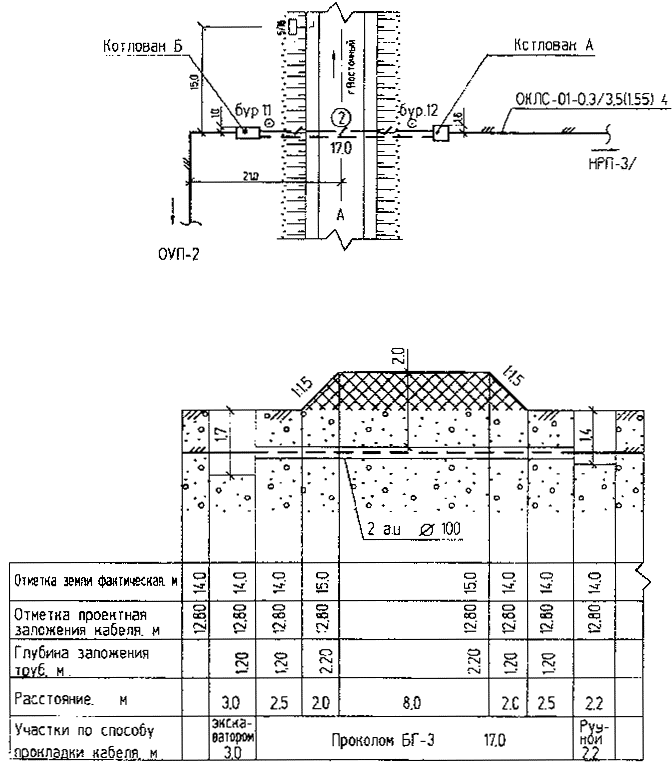 5/76
Котлован Б
Котлован А
15,0
1,0
бур. 11
г. Восточный
2
бур. 12
1,6
ОКЛС-01-0,3/3,5(1,55) 4
17.0
НРП-3/
21,0
А
ОУП-2
2.0
1:1.5
1:1.5
1,7
1,4
2 а.ц ⌀ 100
Отметка земли фактическая. м 14.0 14.0 14.0 15.0 15.0 14.0 14.0 14.0
Отметка проектная
заложения кабеля. м 12.80 12.80 12.80 12.80 12.80 12.80 12.80 12.80
Глубина заложения
труб. м. 1.20 1.20 2.20 2.20 1.20 1.20
Расстояние. м 3.0 2.5 2.0 8.0 2.0 2.5 2.2
Участки по способу
прокладки кабеля. м
экска-
ватором
3.0
Проколом БГ-3 17.0
Руч-
ной
2.2